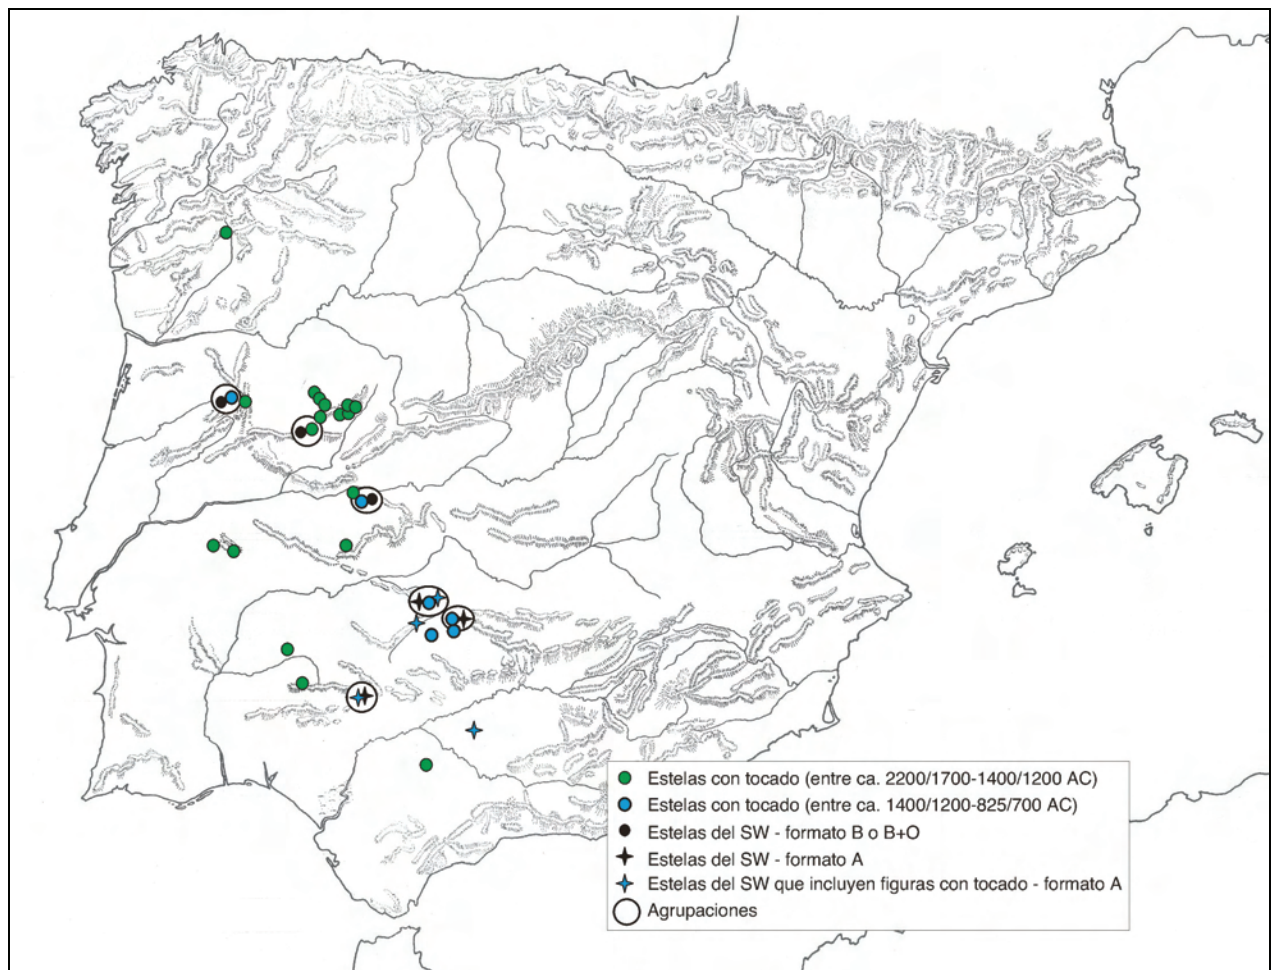 Estelas con tocado (entre ca. 2200/1700-1400/1200 AC)
Estelas con tocado (entre ca. 1400/1200-825/700 AC)
Estelas del SW - formato B o B+O
Estelas del SW - formato A
Estelas del SW que incluyen figuras con tocado - formato A
Agrupaciones